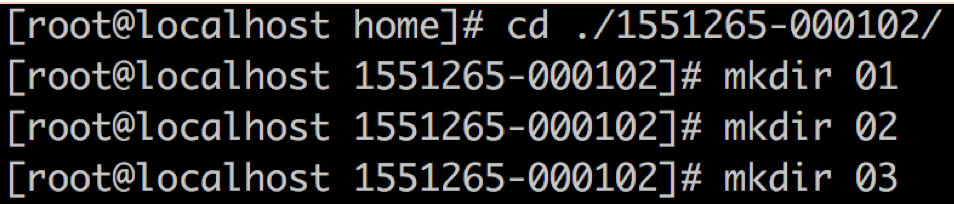 [root@localhost home]# cd ./1551265-000102/
[root@localhost 1551265-000102]# mkdir 01
[root@localhost 1551265-000102]# mkdir 02
[root@localhost 1551265-000102]# mkdir 03